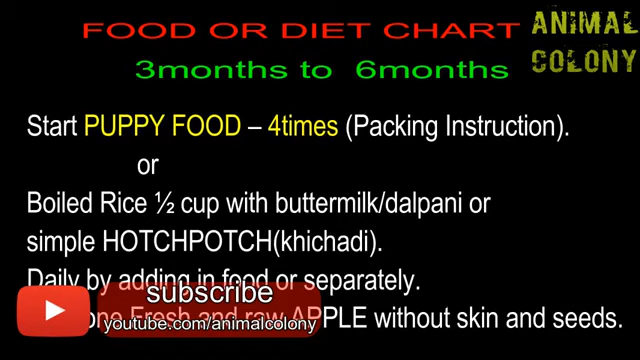 FOOD OR DIET CHART
ANIMAL COLONY
3months to 6months
Start PUPPY FOOD – 4times (Packing Instruction).
or
Boiled Rice ½ cup with buttermilk/dalpani or
simple HOTCHPOTCH(khichadi).
Daily by adding in food or separately.
subscribe
one Fresh and raw APPLE without skin and seeds.
youtube.com/animalcolony